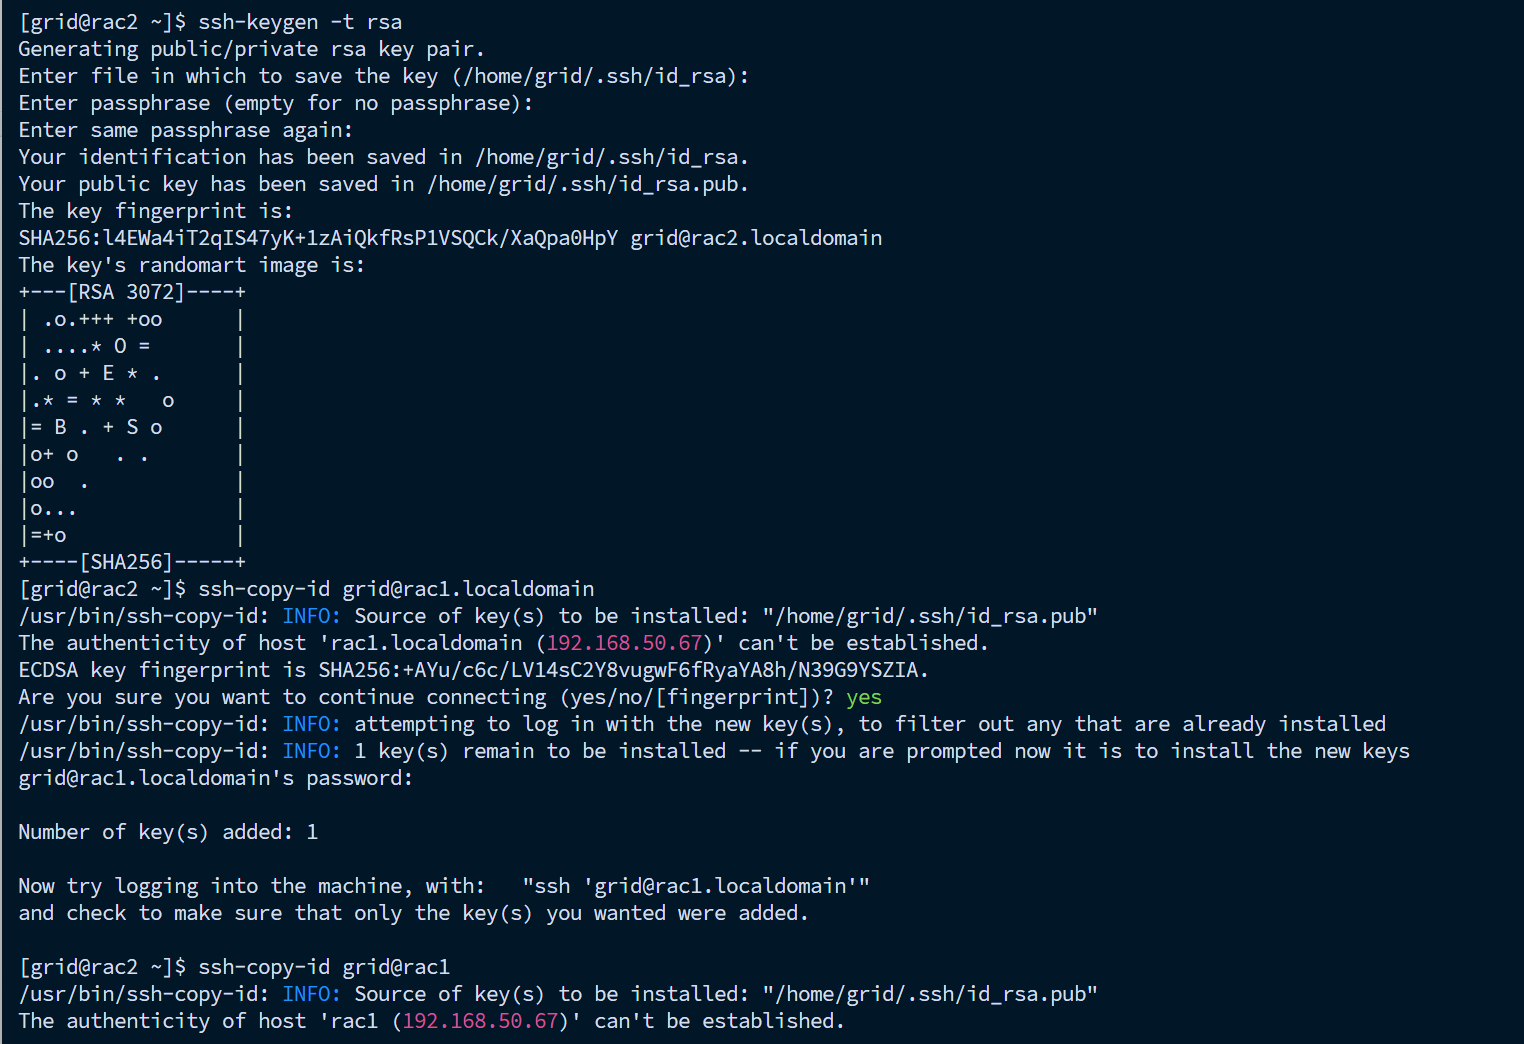 [grid@rac2 ~]$ ssh-keygen -t rsa
Generating public/private rsa key pair.
Enter file in which to save the key (/home/grid/.ssh/id_rsa):
Enter passphrase (empty for no passphrase):
Enter same passphrase again:
Your identification has been saved in /home/grid/.ssh/id_rsa.
Your public key has been saved in /home/grid/.ssh/id_rsa.pub.
The key fingerprint is:
SHA256:l4EWa4iT2qIS47yK+1zAiQkfRsP1VSQCk/XaQpa0HpY grid@rac2.localdomain
The key's randomart image is:
+---[RSA 3072]----+
| .o.+++ +oo      |
| ....* O =       |
|. o + E * .      |
|.* = * *   o     |
|= B . + S o      |
|o+ o   . .       |
|oo  .            |
|o...             |
|=+o              |
+----[SHA256]-----+
[grid@rac2 ~]$ ssh-copy-id grid@rac1.localdomain
/usr/bin/ssh-copy-id: INFO: Source of key(s) to be installed: "/home/grid/.ssh/id_rsa.pub"
The authenticity of host 'rac1.localdomain (192.168.50.67)' can't be established.
ECDSA key fingerprint is SHA256:+AYu/c6c/LV14sC2Y8vugwF6fRyaYA8h/N39G9YSZIA.
Are you sure you want to continue connecting (yes/no/[fingerprint])? yes
/usr/bin/ssh-copy-id: INFO: attempting to log in with the new key(s), to filter out any that are already installed
/usr/bin/ssh-copy-id: INFO: 1 key(s) remain to be installed -- if you are prompted now it is to install the new keys
grid@rac1.localdomain's password:

Number of key(s) added: 1

Now try logging into the machine, with:   "ssh 'grid@rac1.localdomain'"
and check to make sure that only the key(s) you wanted were added.

[grid@rac2 ~]$ ssh-copy-id grid@rac1
/usr/bin/ssh-copy-id: INFO: Source of key(s) to be installed: "/home/grid/.ssh/id_rsa.pub"
The authenticity of host 'rac1 (192.168.50.67)' can't be established.